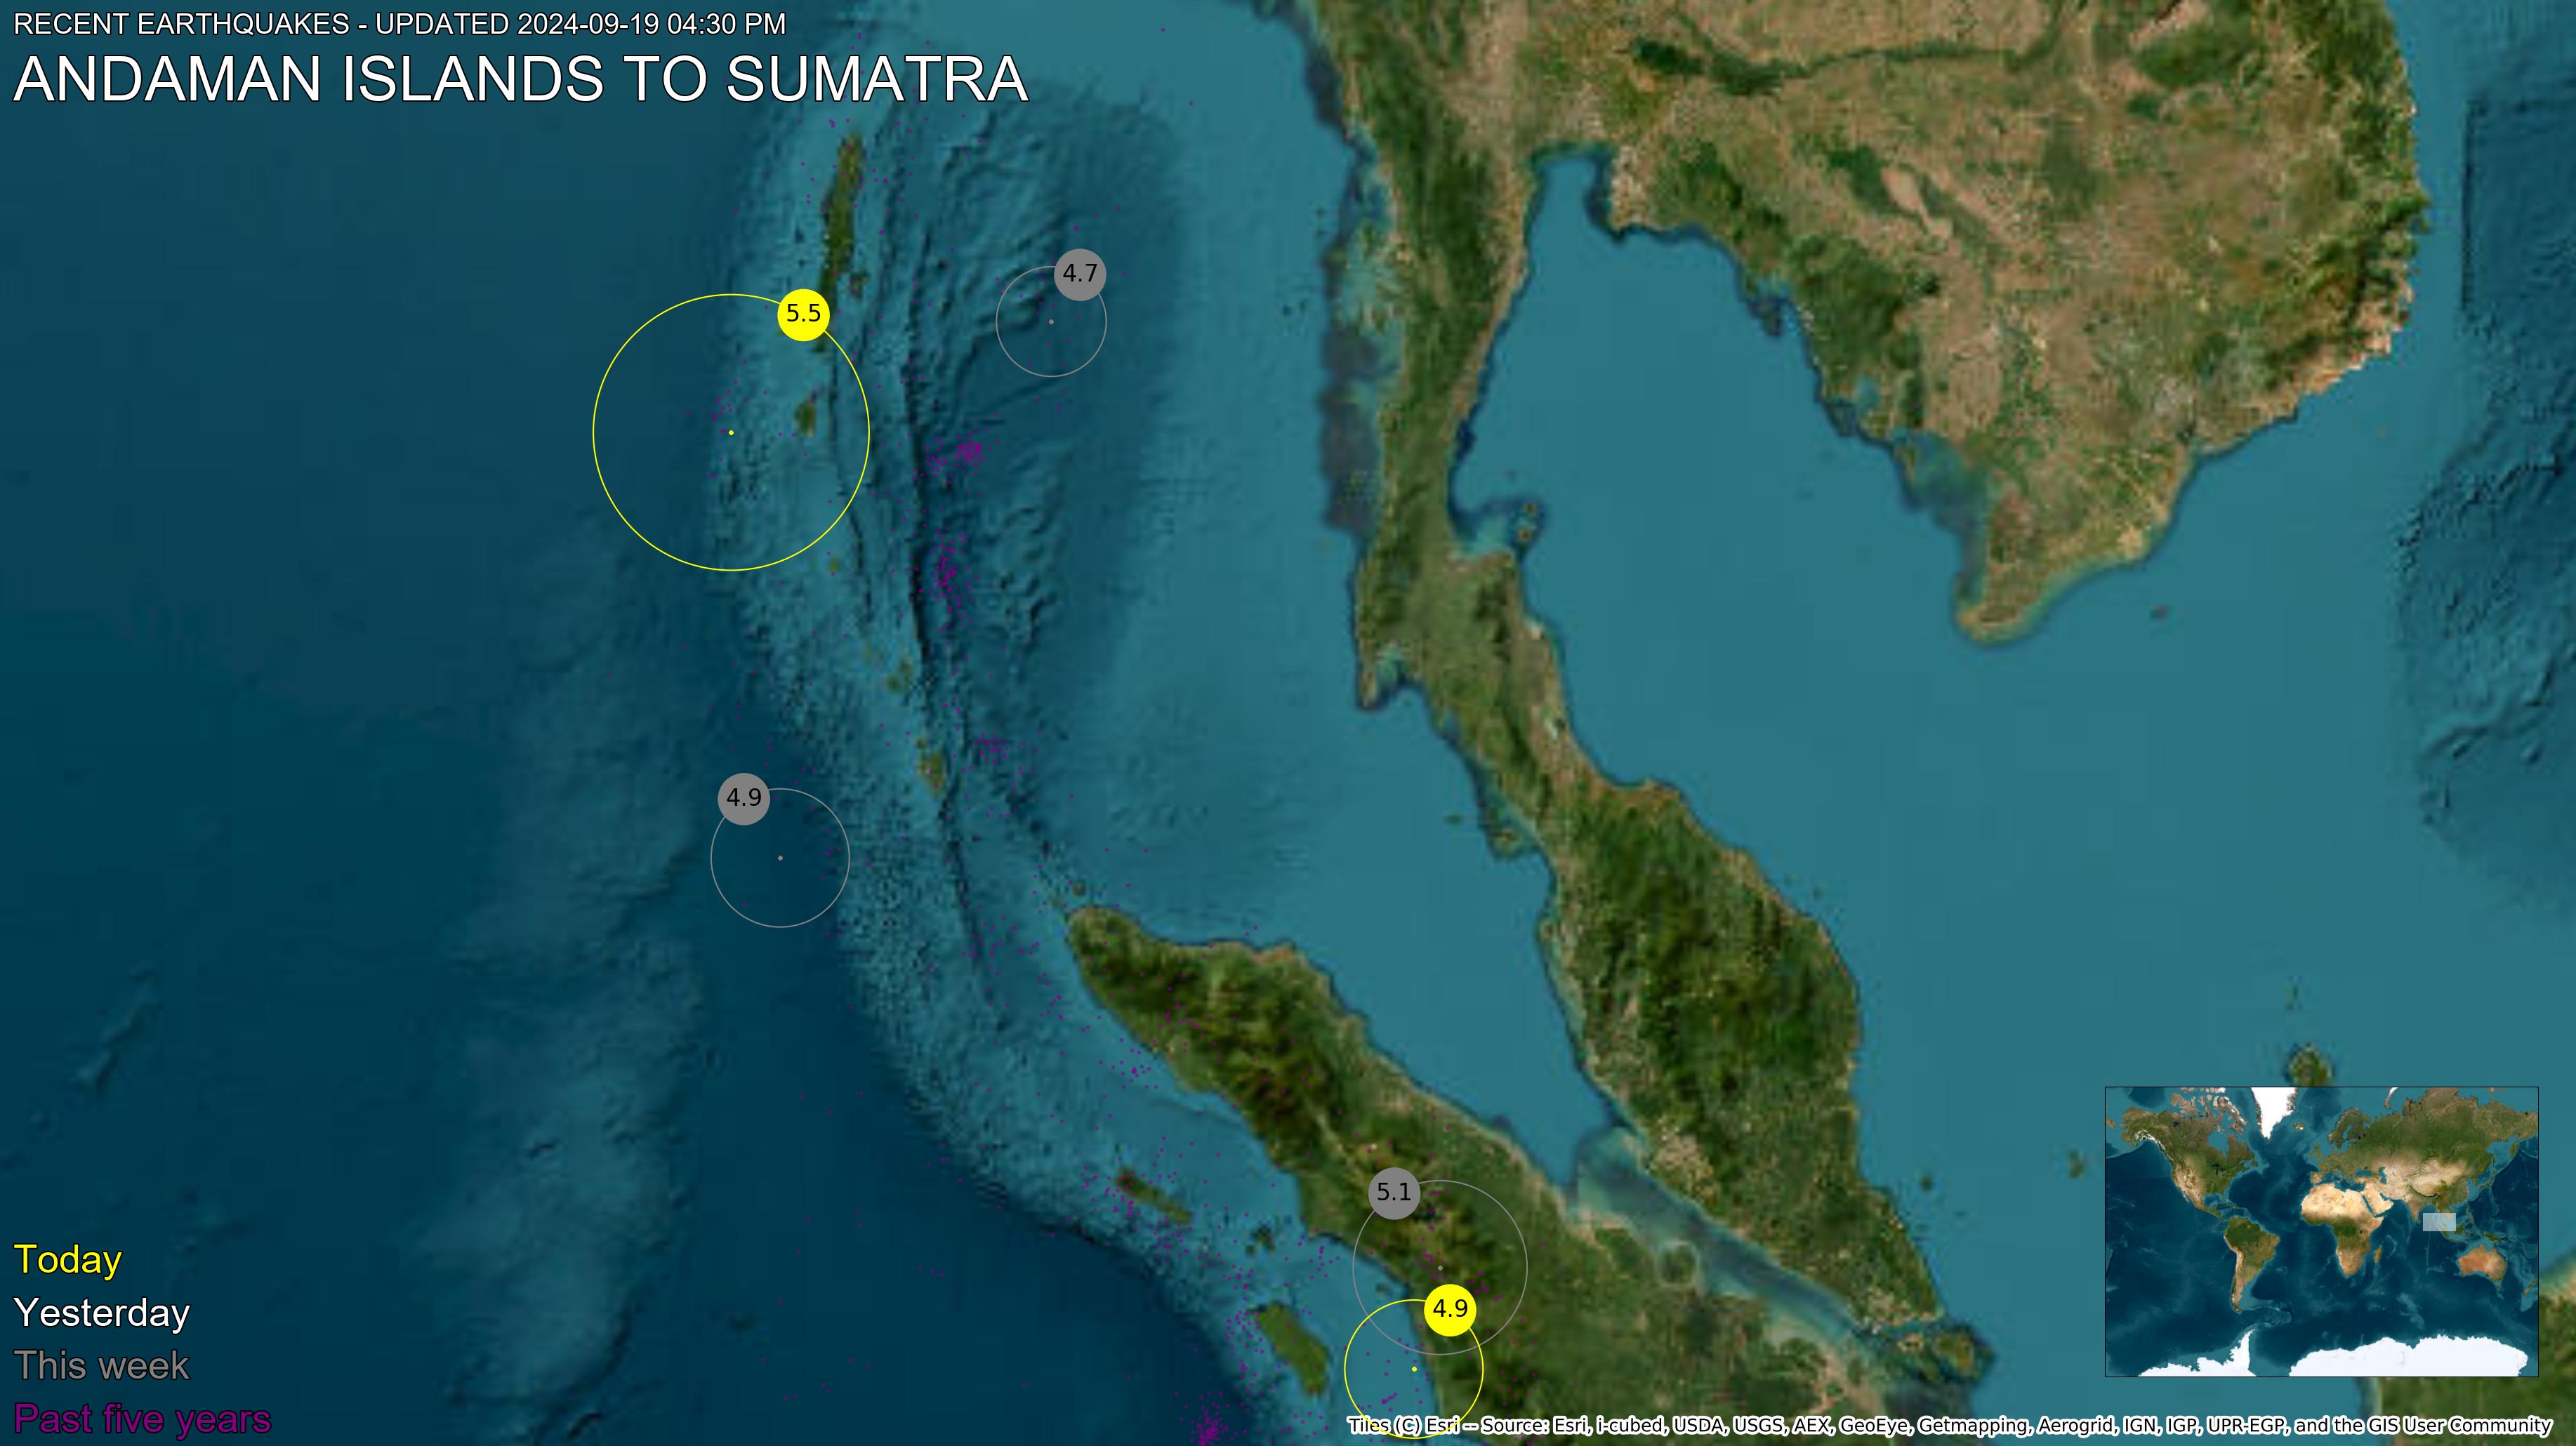 RECENT EARTHQUAKES - UPDATED 2024-09-19 04:30 PM
ANDAMAN ISLANDS TO SUMATRA
4.7
5.5
4.9
5.1
4.9
Today
Yesterday
This week
Past five years
Tiles (C) Esri -- Source: Esri, i-cubed, USDA, USGS, AEX, GeoEye, Getmapping, Aerogrid, IGN, IGP, UPR-EGP, and the GIS User Community